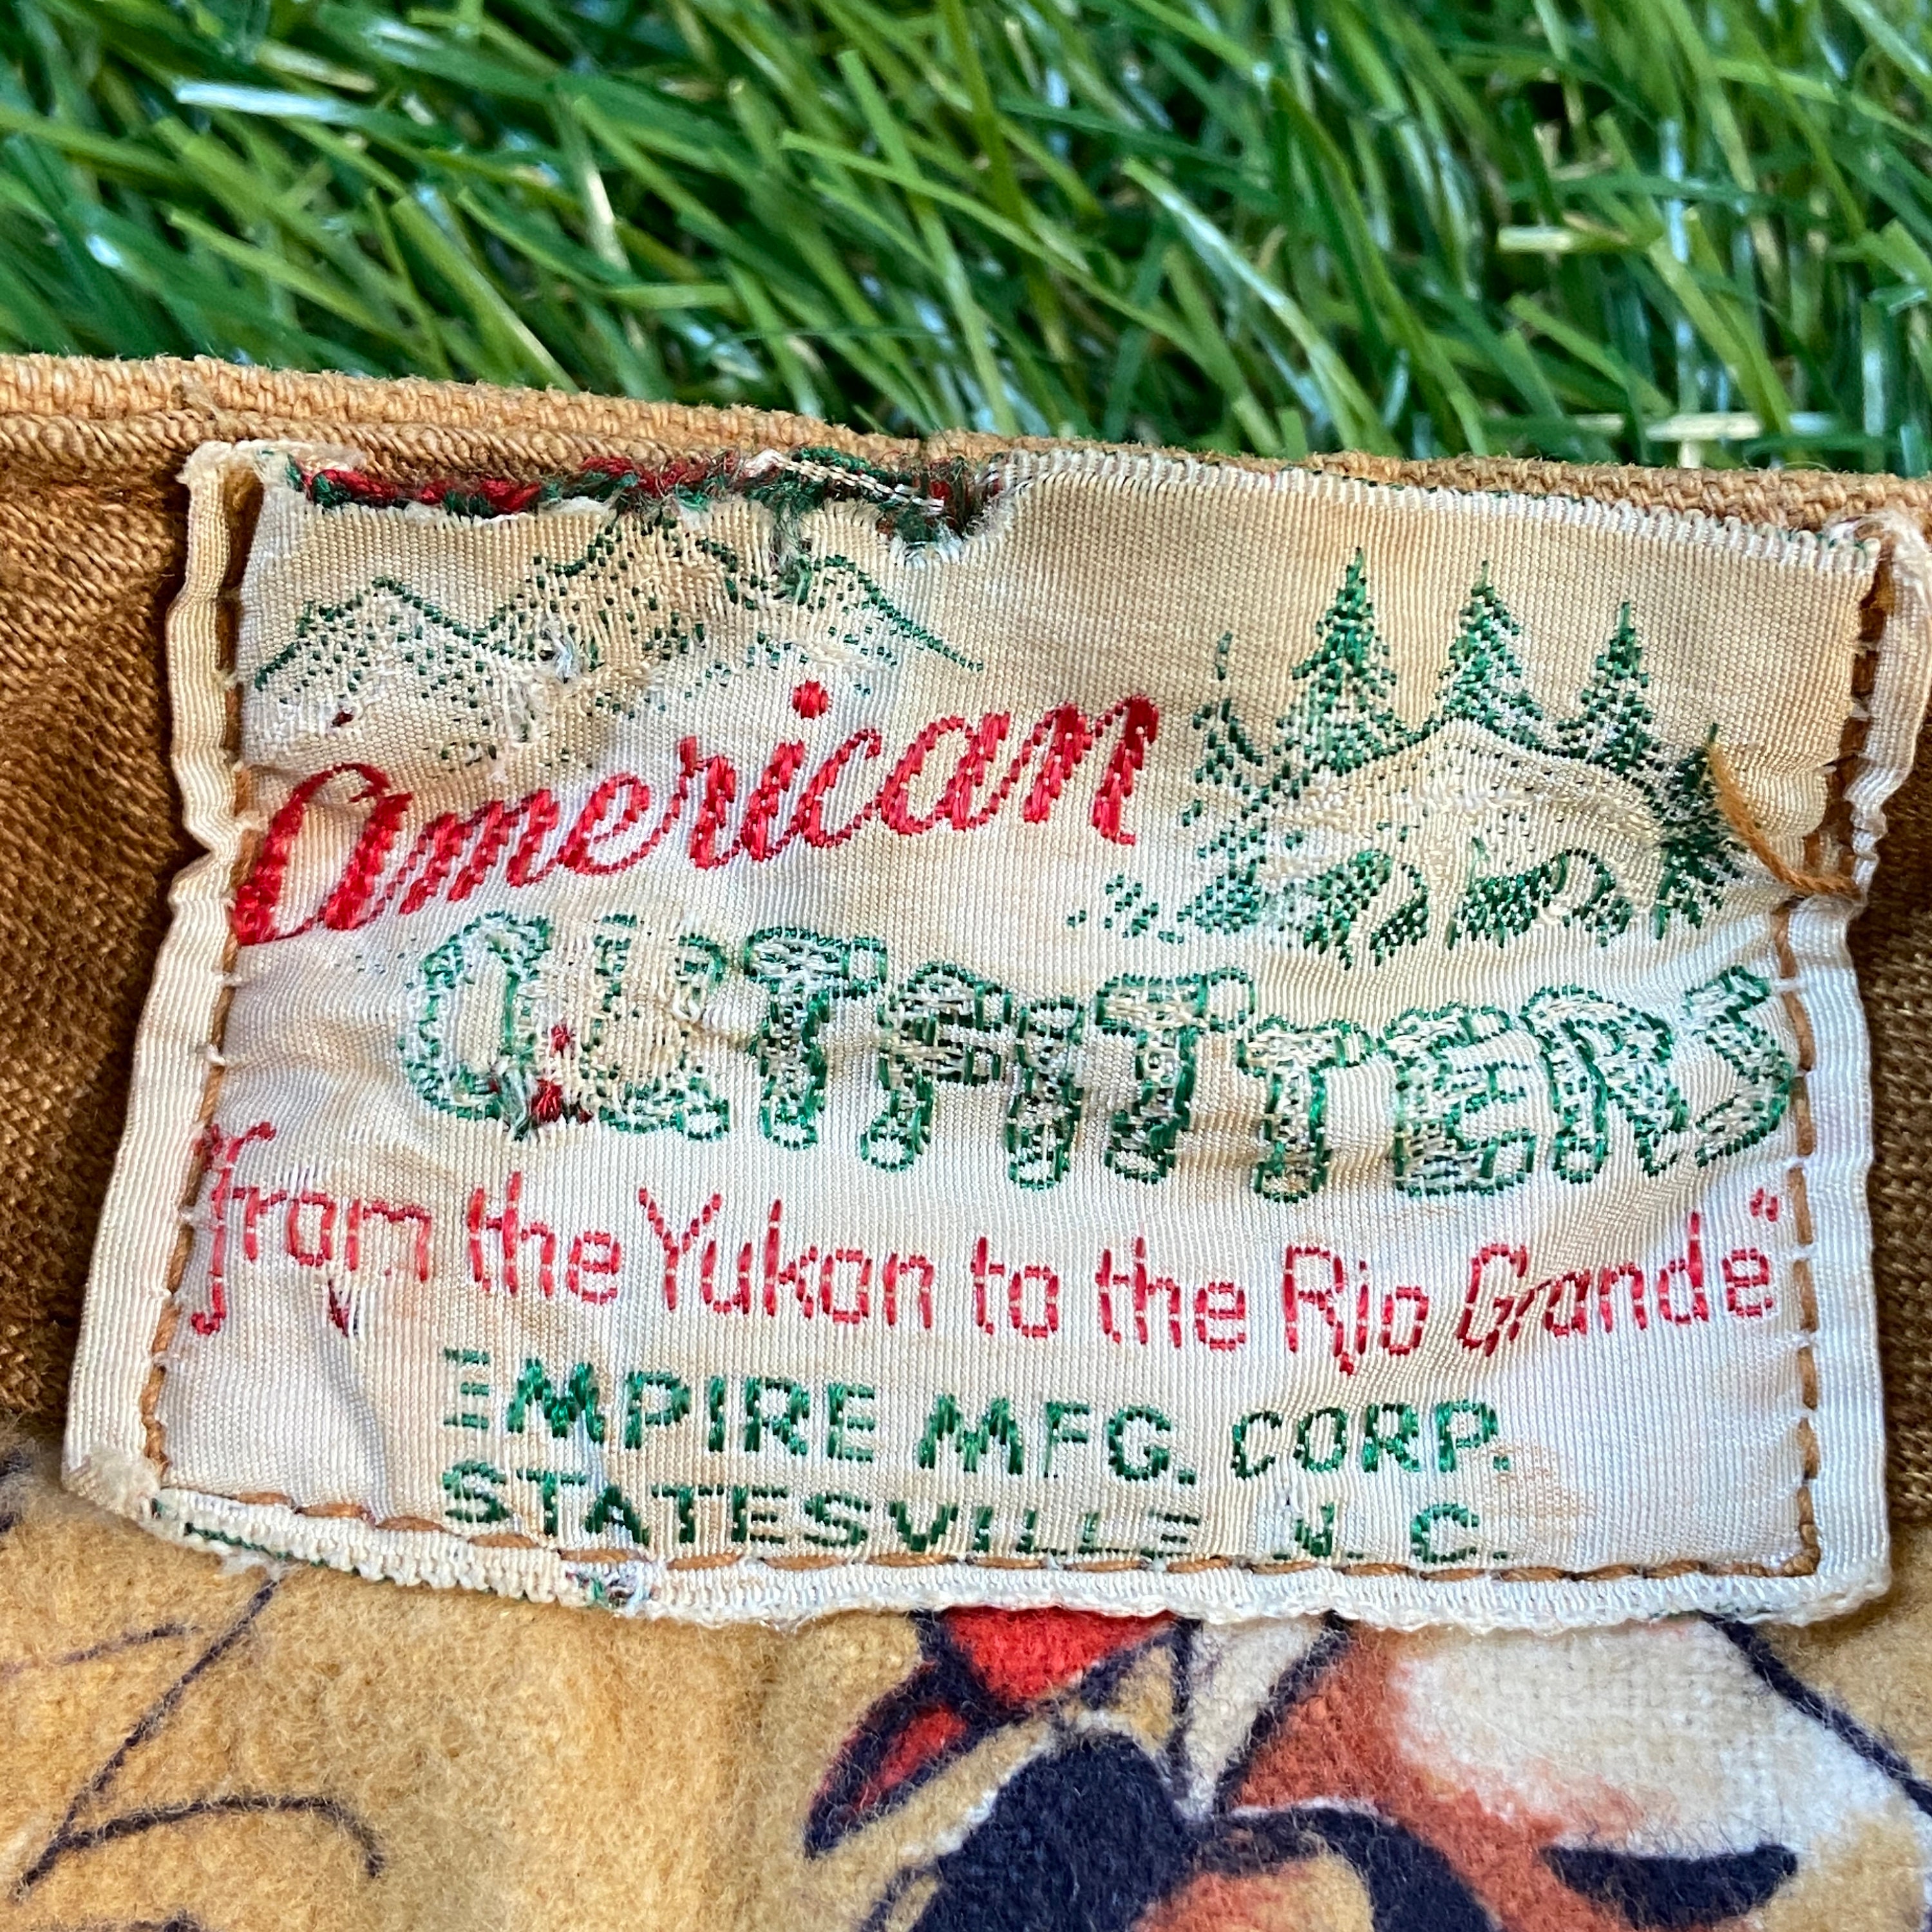 American
OUTFITTERS
"from the Yukon to the Rio Grande"
EMPIRE MFG. CORP.
STATESVILLE N.C.